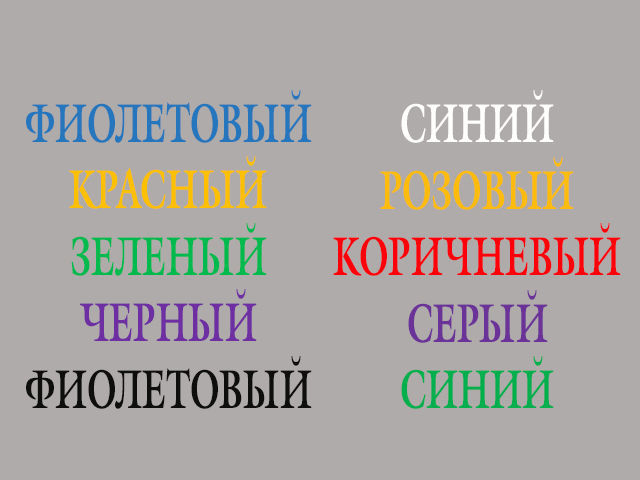 ФИОЛЕТОВЫЙ СИНИЙ
КРАСНЫЙ РОЗОВЫЙ
ЗЕЛЕНЫЙ КОРИЧНЕВЫЙ
ЧЕРНЫЙ СЕРЫЙ
ФИОЛЕТОВЫЙ СИНИЙ